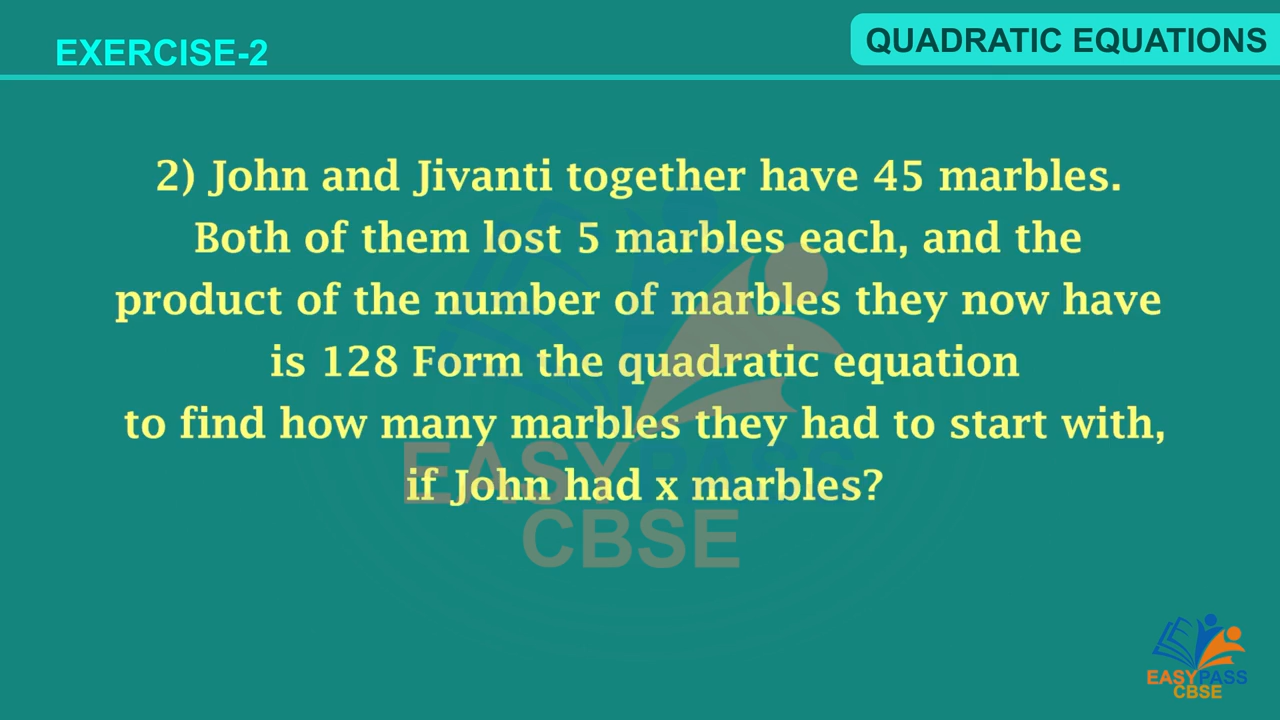 EXERCISE-2
QUADRATIC EQUATIONS
2) John and Jivanti together have 45 marbles.
Both of them lost 5 marbles each, and the
product of the number of marbles they now have
is 128 Form the quadratic equation
to find how many marbles they had to start with,
if John had x marbles?
EASYPASS
CBSE
EASYPASS
CBSE